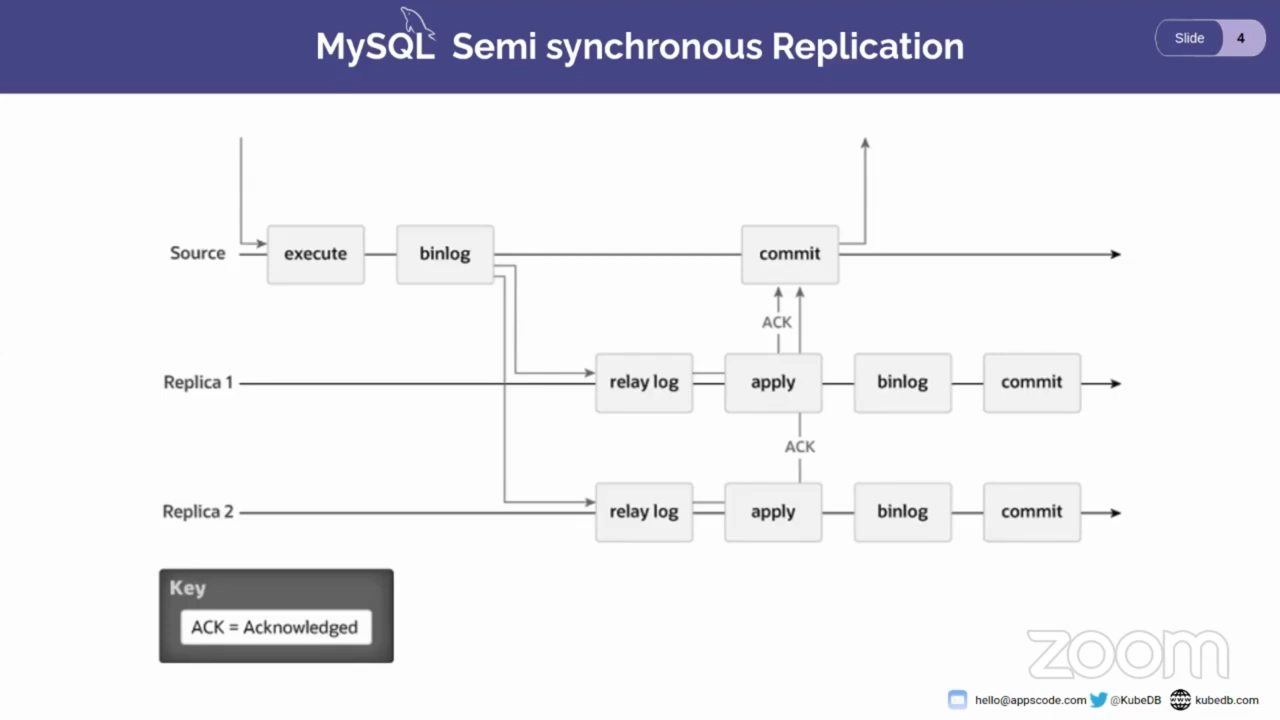 MySQL Semi synchronous Replication
Slide 4
Source execute binlog commit
ACK
Replica 1 relay log apply binlog commit
ACK
Replica 2 relay log apply binlog commit
Key
ACK = Acknowledged
zoom
hello@appscode.com @KubeDB www kubedb.com